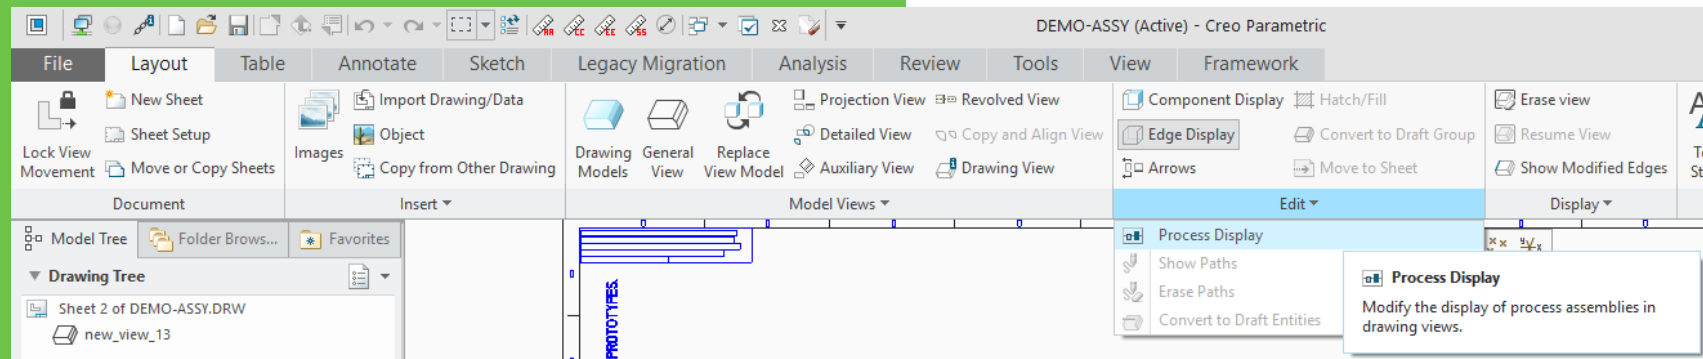 DEMO-ASSY (Active) - Creo Parametric
File Layout Table Annotate Sketch Legacy Migration Analysis Review Tools View Framework
New Sheet Import Drawing/Data Projection View Revolved View Component Display Hatch/Fill Erase view
Sheet Setup Object Detailed View Copy and Align View Edge Display Convert to Draft Group Resume View
Lock View Images Drawing General Replace
Movement Move or Copy Sheets Copy from Other Drawing Models View View Model Auxiliary View Drawing View Arrows Move to Sheet Show Modified Edges
Document Insert Model Views Edit Display
Model Tree Folder Brows... Favorites
Drawing Tree
Sheet 2 of DEMO-ASSY.DRW
new_view_13
PROTOTYPES.
Process Display
Show Paths
Erase Paths
Convert to Draft Entities
Process Display
Modify the display of process assemblies in
drawing views.